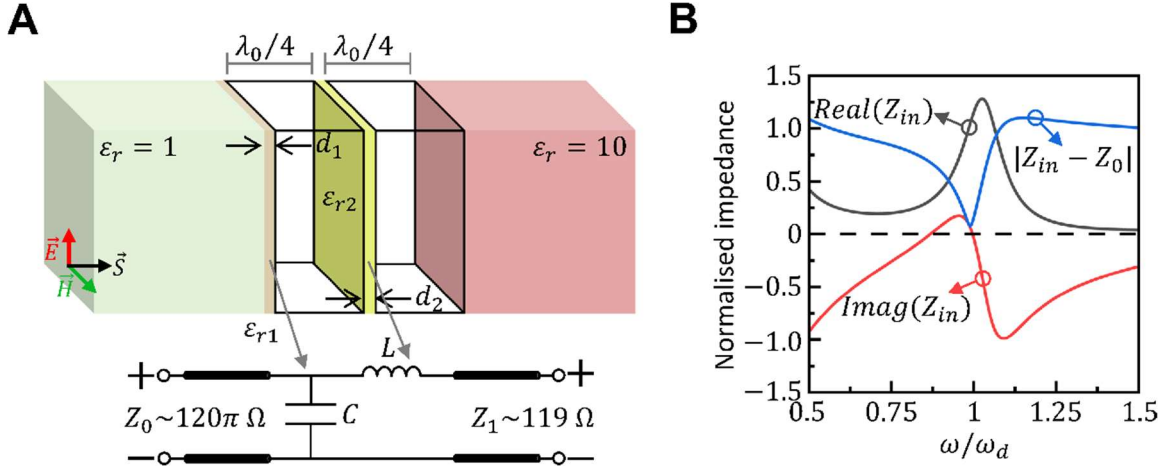 A
λ₀/4
λ₀/4
εᵣ = 1
d₁
εᵣ₂
εᵣ = 10
E⃗
S⃗
H⃗
d₂
εᵣ₁
L
+
+
Z₀~120π Ω
C
Z₁~119 Ω
−
−
B
Normalised impedance
1.5
1.0
0.5
0
−0.5
−1.0
−1.5
Real(Zᵢₙ)
|Zᵢₙ − Z₀|
Imag(Zᵢₙ)
0.5
0.75
1
1.25
1.5
ω/ω_d